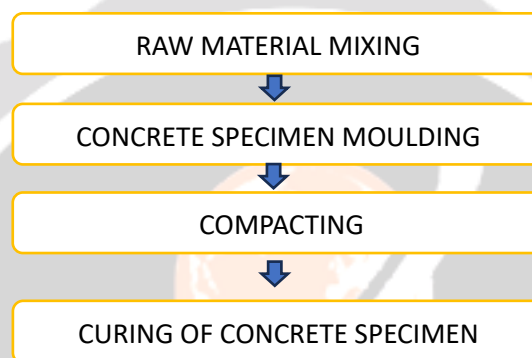 RAW MATERIAL MIXING
CONCRETE SPECIMEN MOULDING
COMPACTING
CURING OF CONCRETE SPECIMEN